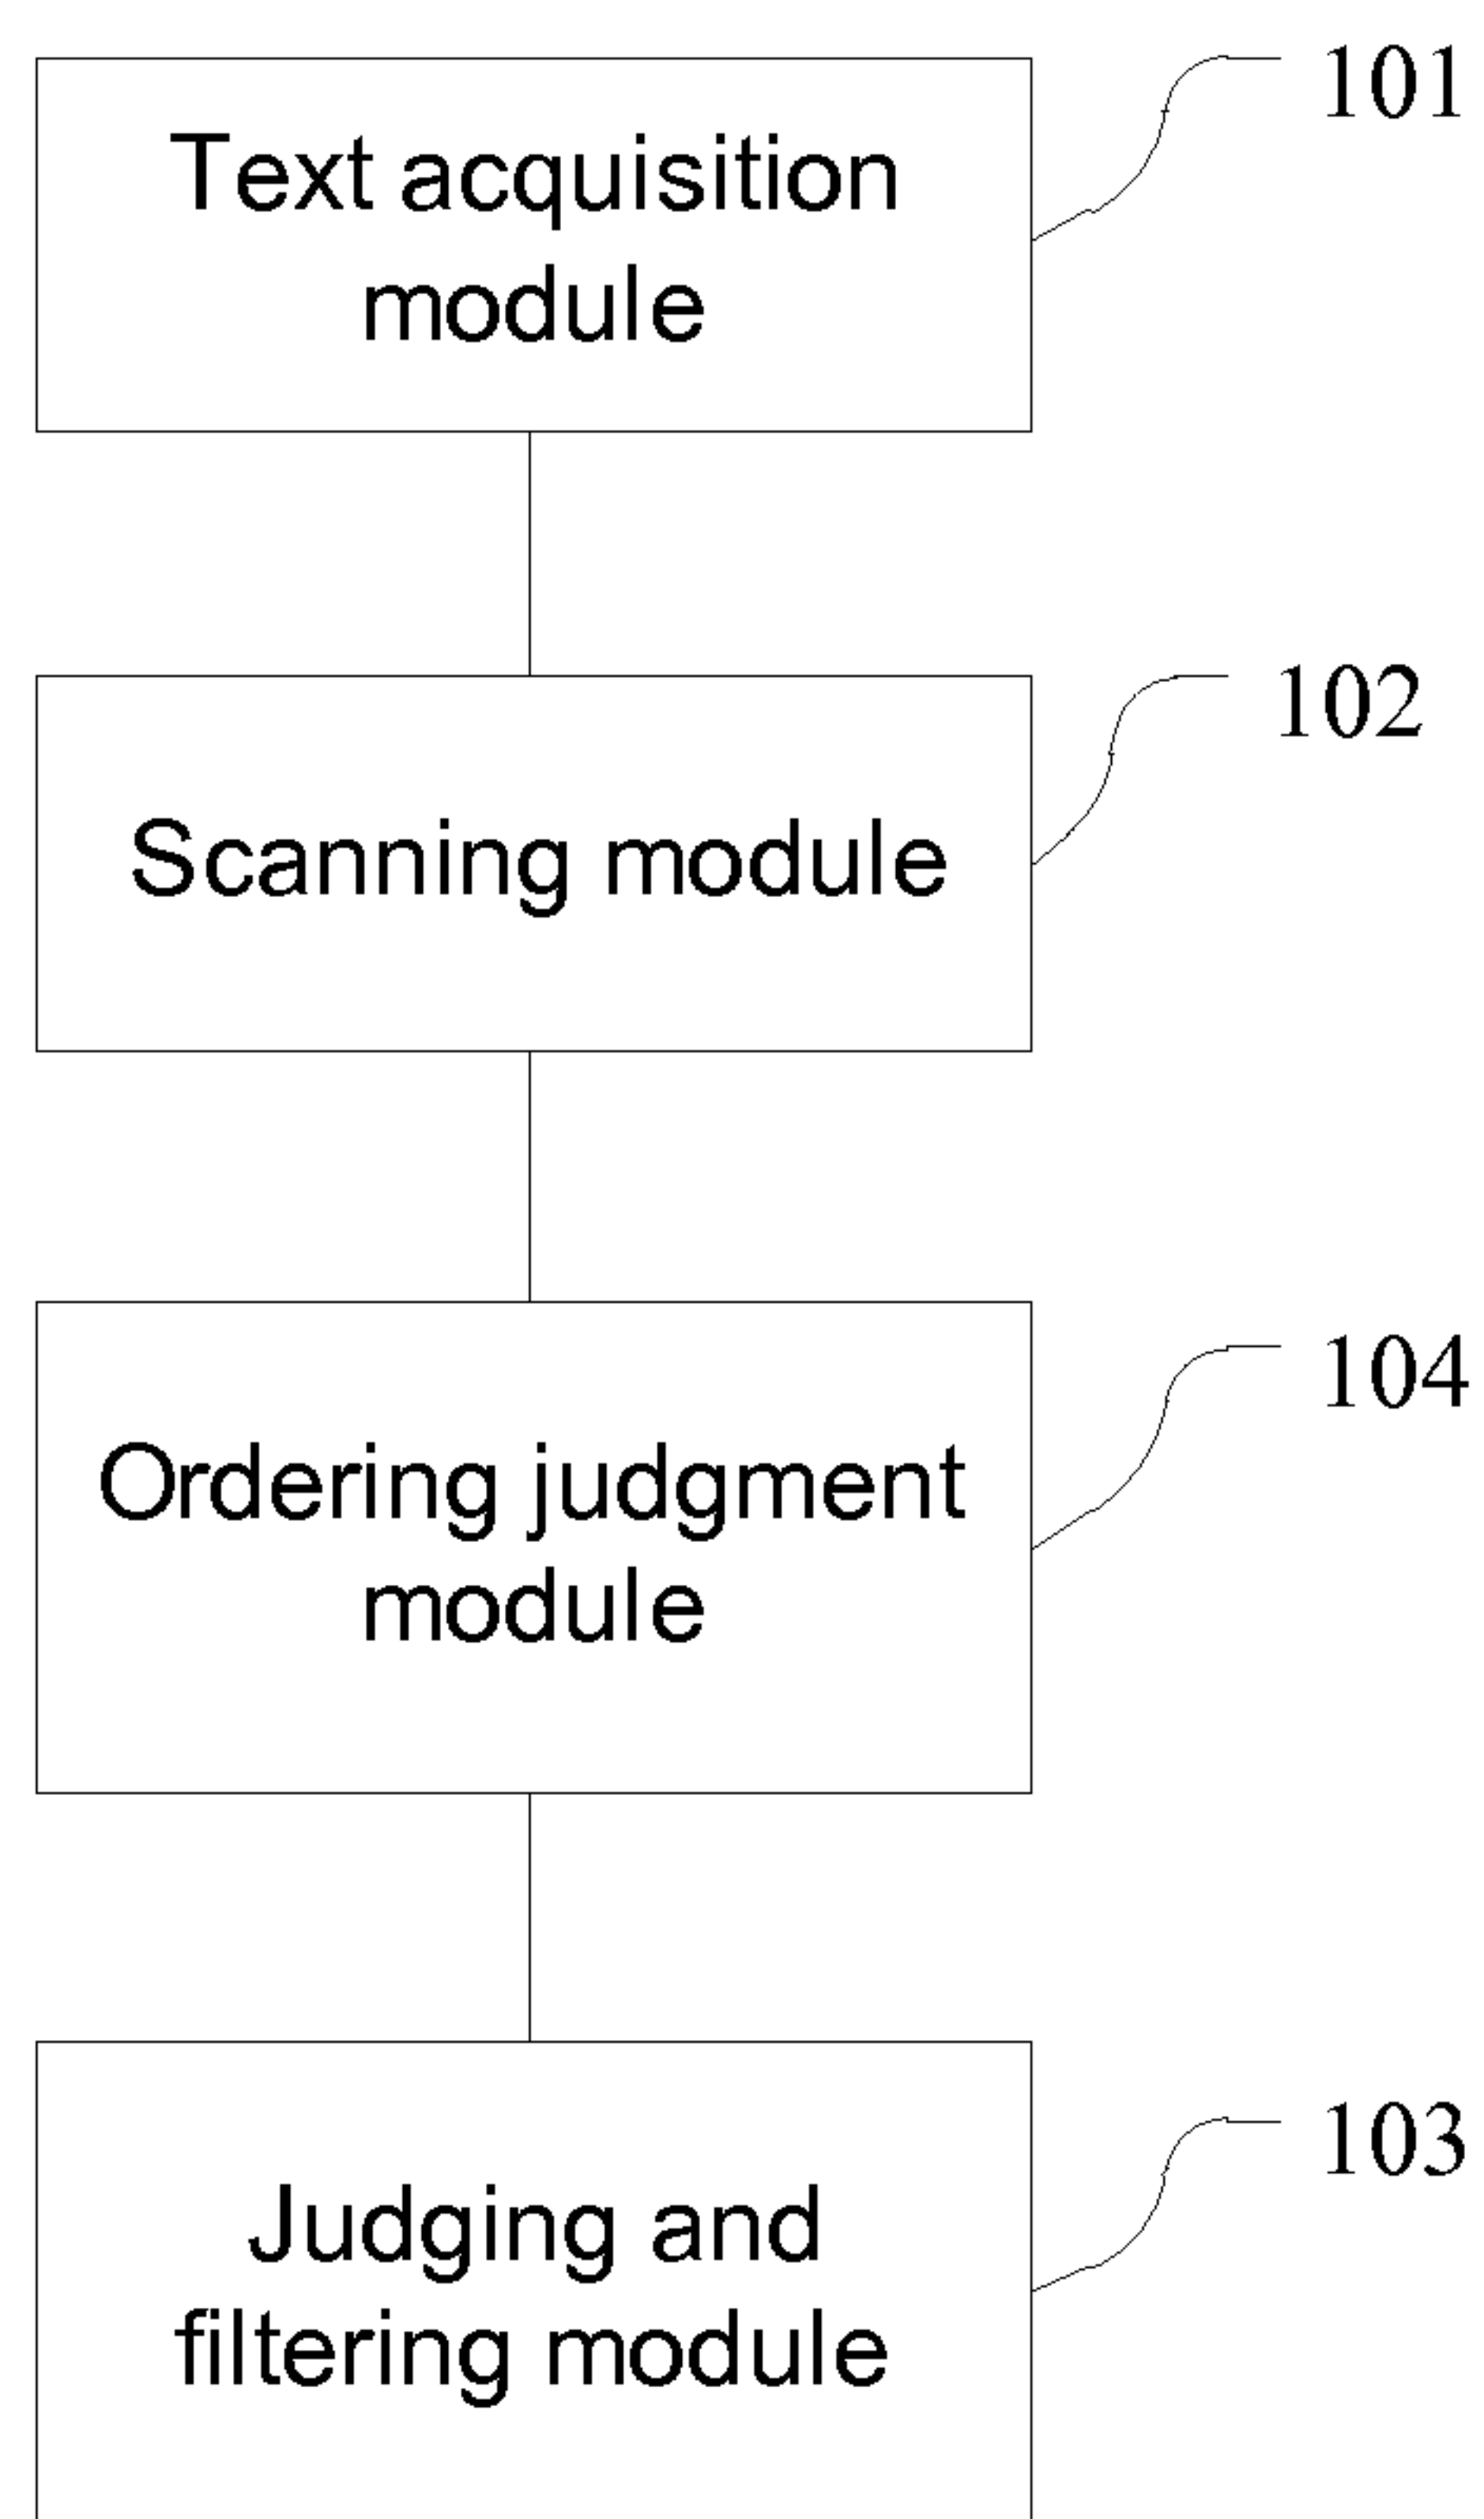 101
Text acquisition
module
102
Scanning module
104
Ordering judgment
module
103
Judging and
filtering module